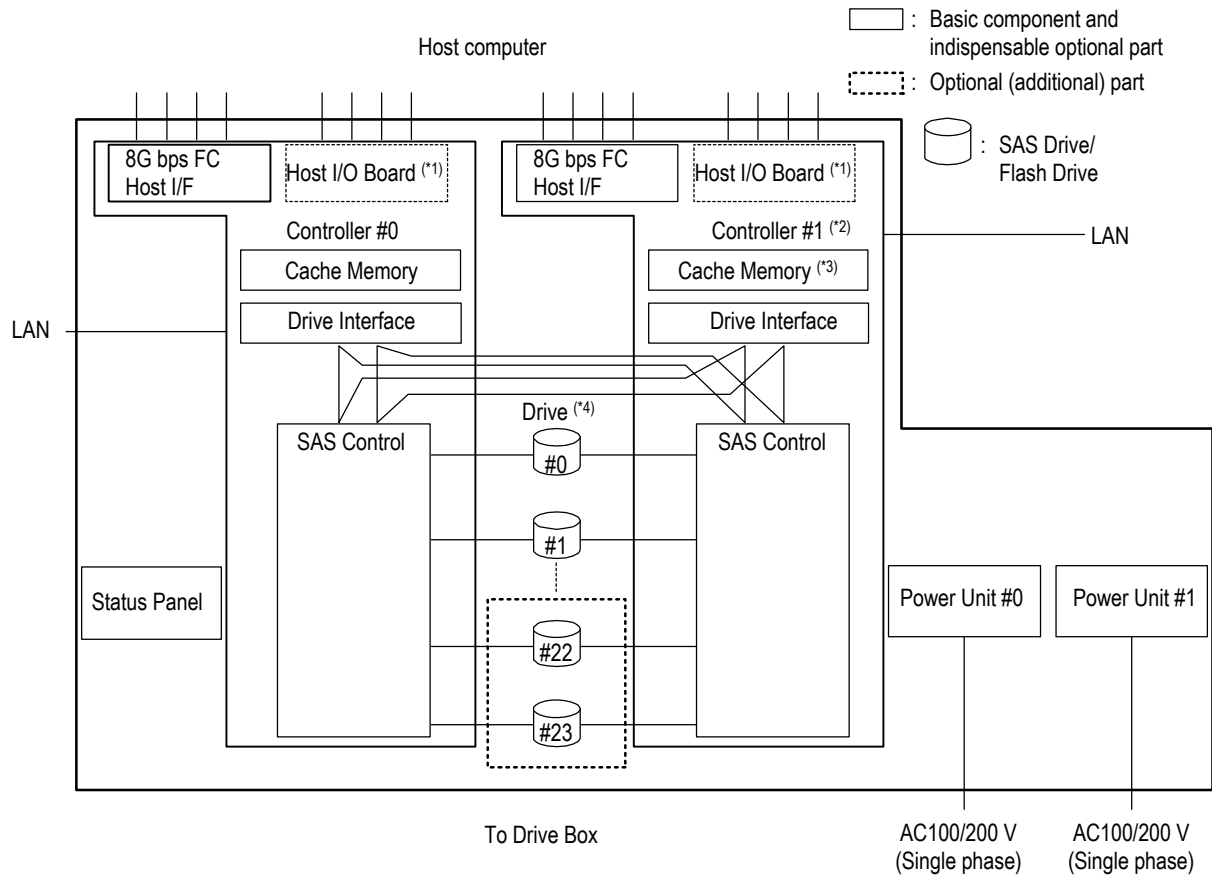 Host computer
: Basic component and
indispensable optional part
: Optional (additional) part
: SAS Drive/
Flash Drive
8G bps FC
Host I/F
Host I/O Board (*1)
8G bps FC
Host I/F
Host I/O Board (*1)
Controller #0
Controller #1 (*2)
LAN
Cache Memory
Cache Memory (*3)
LAN
Drive Interface
Drive Interface
Drive (*4)
SAS Control
SAS Control
#0
#1
Status Panel
Power Unit #0
Power Unit #1
#22
#23
To Drive Box
AC100/200 V
(Single phase)
AC100/200 V
(Single phase)